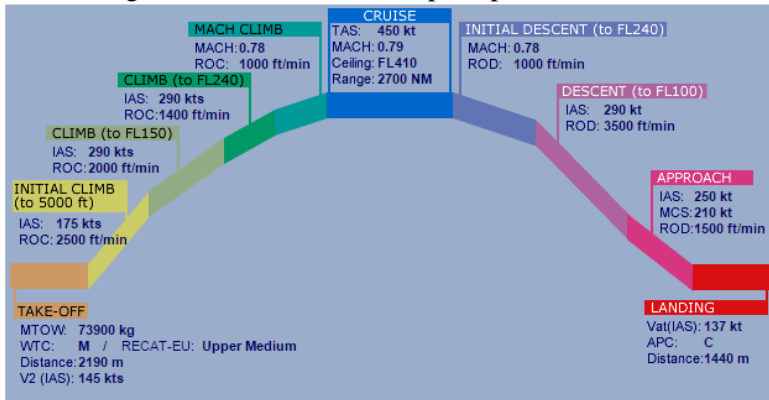 CRUISE
TAS: 450 kt
MACH: 0.79
Ceiling: FL410
Range: 2700 NM
MACH CLIMB
MACH: 0.78
ROC: 1000 ft/min
INITIAL DESCENT (to FL240)
MACH: 0.78
ROD: 1000 ft/min
CLIMB (to FL240)
IAS: 290 kts
ROC:1400 ft/min
DESCENT (to FL100)
IAS: 290 kt
ROD: 3500 ft/min
CLIMB (to FL150)
IAS: 290 kts
ROC:2000 ft/min
APPROACH
IAS: 250 kt
MCS:210 kt
ROD:1500 ft/min
INITIAL CLIMB
(to 5000 ft)
IAS: 175 kts
ROC: 2500 ft/min
TAKE-OFF
MTOW: 73900 kg
WTC: M / RECAT-EU: Upper Medium
Distance:2190 m
V2 (IAS): 145 kts
LANDING
Vat(IAS): 137 kt
APC: C
Distance:1440 m